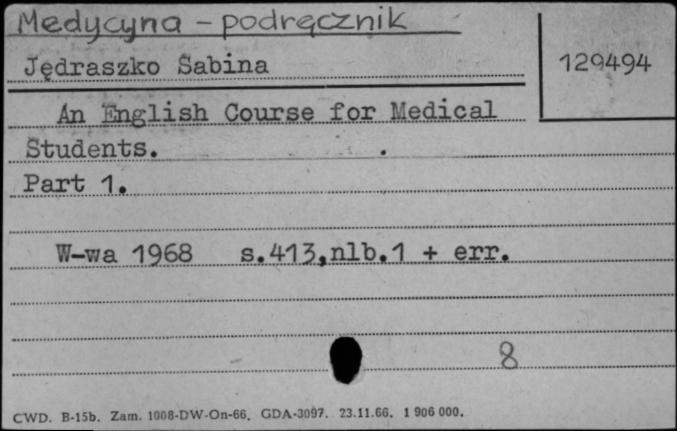 Medycyna - podręcznik
Jędraszko Sabina
129494
An English Course for Medical
Students.
Part 1.
W-wa 1968 s.413,nlb.1 + err.
8
CWD. B-15b. Zam. 1008-DW-On-66. GDA-3097. 23.11.66. 1 906 000.